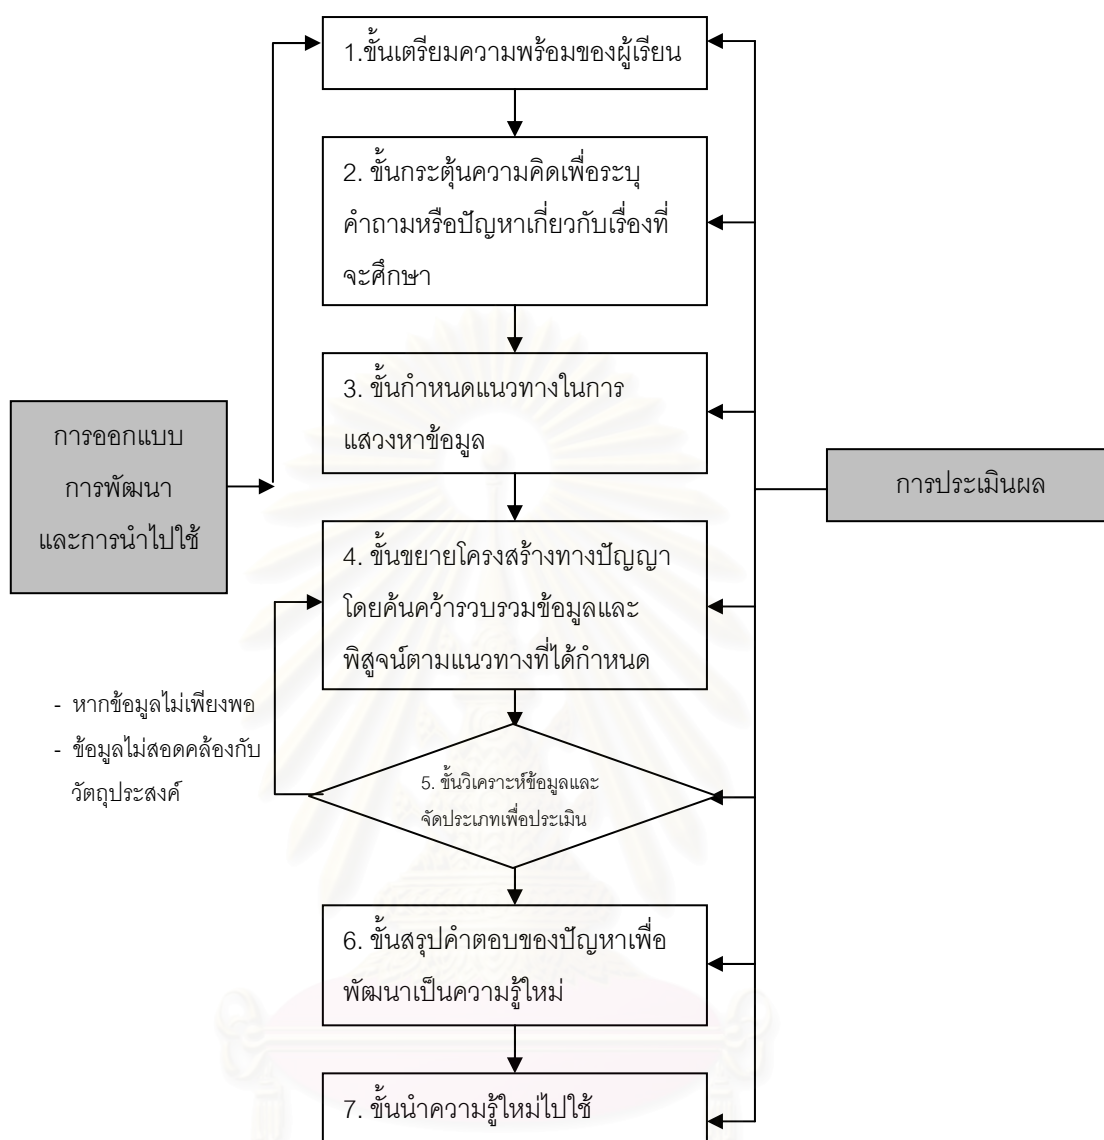 1.ขั้นเตรียมความพร้อมของผู้เรียน
2. ขั้นกระตุ้นความคิดเพื่อระบุ
คำถามหรือปัญหาเกี่ยวกับเรื่องที่
จะศึกษา
3. ขั้นกำหนดแนวทางในการ
แสวงหาข้อมูล
การออกแบบ
การพัฒนา
และการนำไปใช้
การประเมินผล
4. ขั้นขยายโครงสร้างทางปัญญา
โดยค้นคว้ารวบรวมข้อมูลและ
พิสูจน์ตามแนวทางที่ได้กำหนด
- หากข้อมูลไม่เพียงพอ
- ข้อมูลไม่สอดคล้องกับ
วัตถุประสงค์
5. ขั้นวิเคราะห์ข้อมูลและ
จัดประเภทเพื่อประเมิน
6. ขั้นสรุปคำตอบของปัญหาเพื่อ
พัฒนาเป็นความรู้ใหม่
7. ขั้นนำความรู้ใหม่ไปใช้